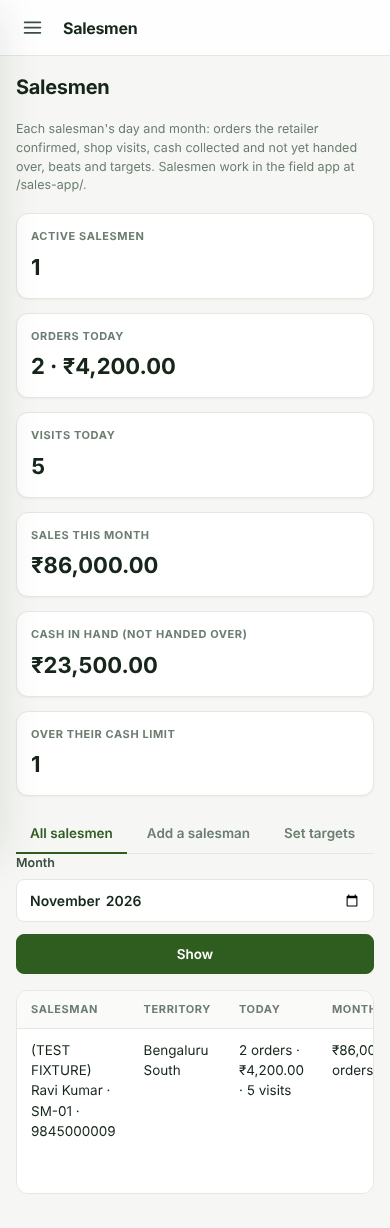 Salesmen
Salesmen
Each salesman's day and month: orders the retailer
confirmed, shop visits, cash collected and not yet handed
over, beats and targets. Salesmen work in the field app at
/sales-app/.
ACTIVE SALESMEN
1
ORDERS TODAY
2 · ₹4,200.00
VISITS TODAY
5
SALES THIS MONTH
₹86,000.00
CASH IN HAND (NOT HANDED OVER)
₹23,500.00
OVER THEIR CASH LIMIT
1
All salesmen Add a salesman Set targets
Month
November 2026
Show
SALESMAN TERRITORY TODAY MONTH
(TEST Bengaluru 2 orders · ₹86,00
FIXTURE) South ₹4,200.00 orders
Ravi Kumar · · 5 visits
SM-01 ·
9845000009